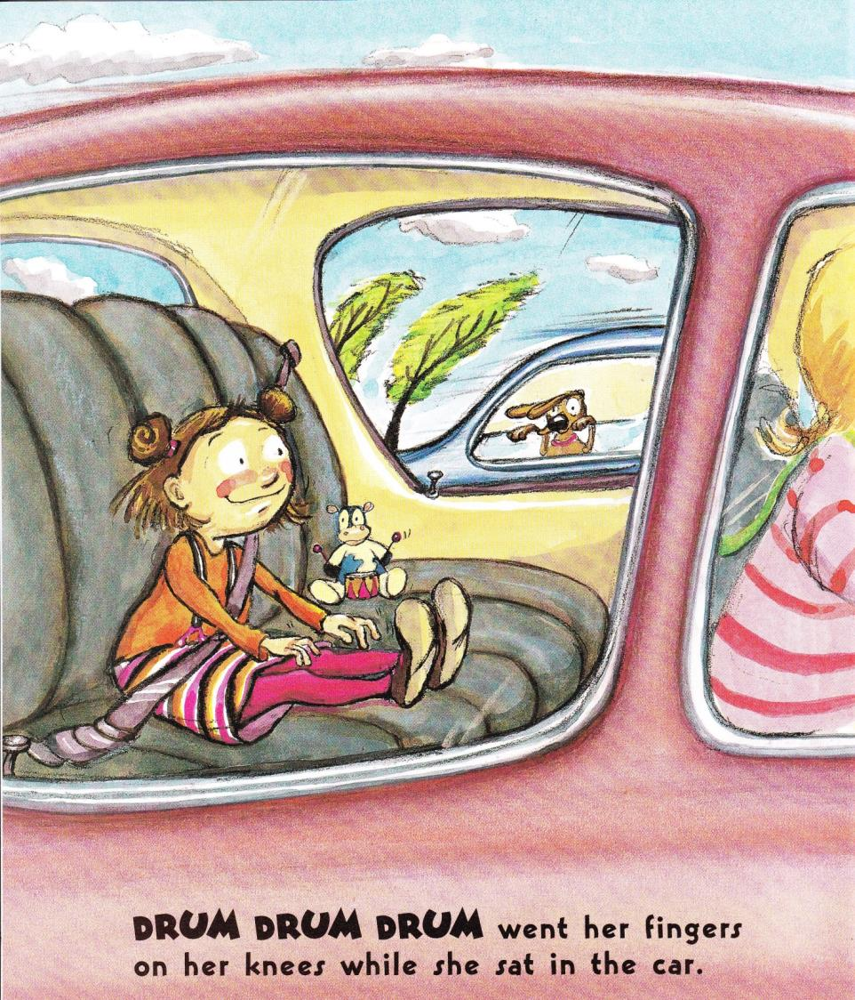 DRUM DRUM DRUM went her fingers
on her knees while she sat in the car.